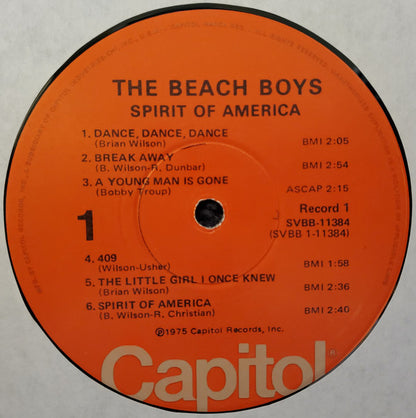 THE BEACH BOYS
SPIRIT OF AMERICA
1. DANCE, DANCE, DANCE
(Brian Wilson) BMI 2:05
2. BREAK AWAY
(B. Wilson-R. Dunbar) BMI 2:54
3. A YOUNG MAN IS GONE
(Bobby Troup) ASCAP 2:15
1
Record 1
SVBB-11384
(SVBB 1-11384)
4. 409
(Wilson-Usher) BMI 1:58
5. THE LITTLE GIRL I ONCE KNEW
(Brian Wilson) BMI 2:36
6. SPIRIT OF AMERICA
(B. Wilson-R. Christian) BMI 2:40
℗1975 Capitol Records, Inc.
Capitol